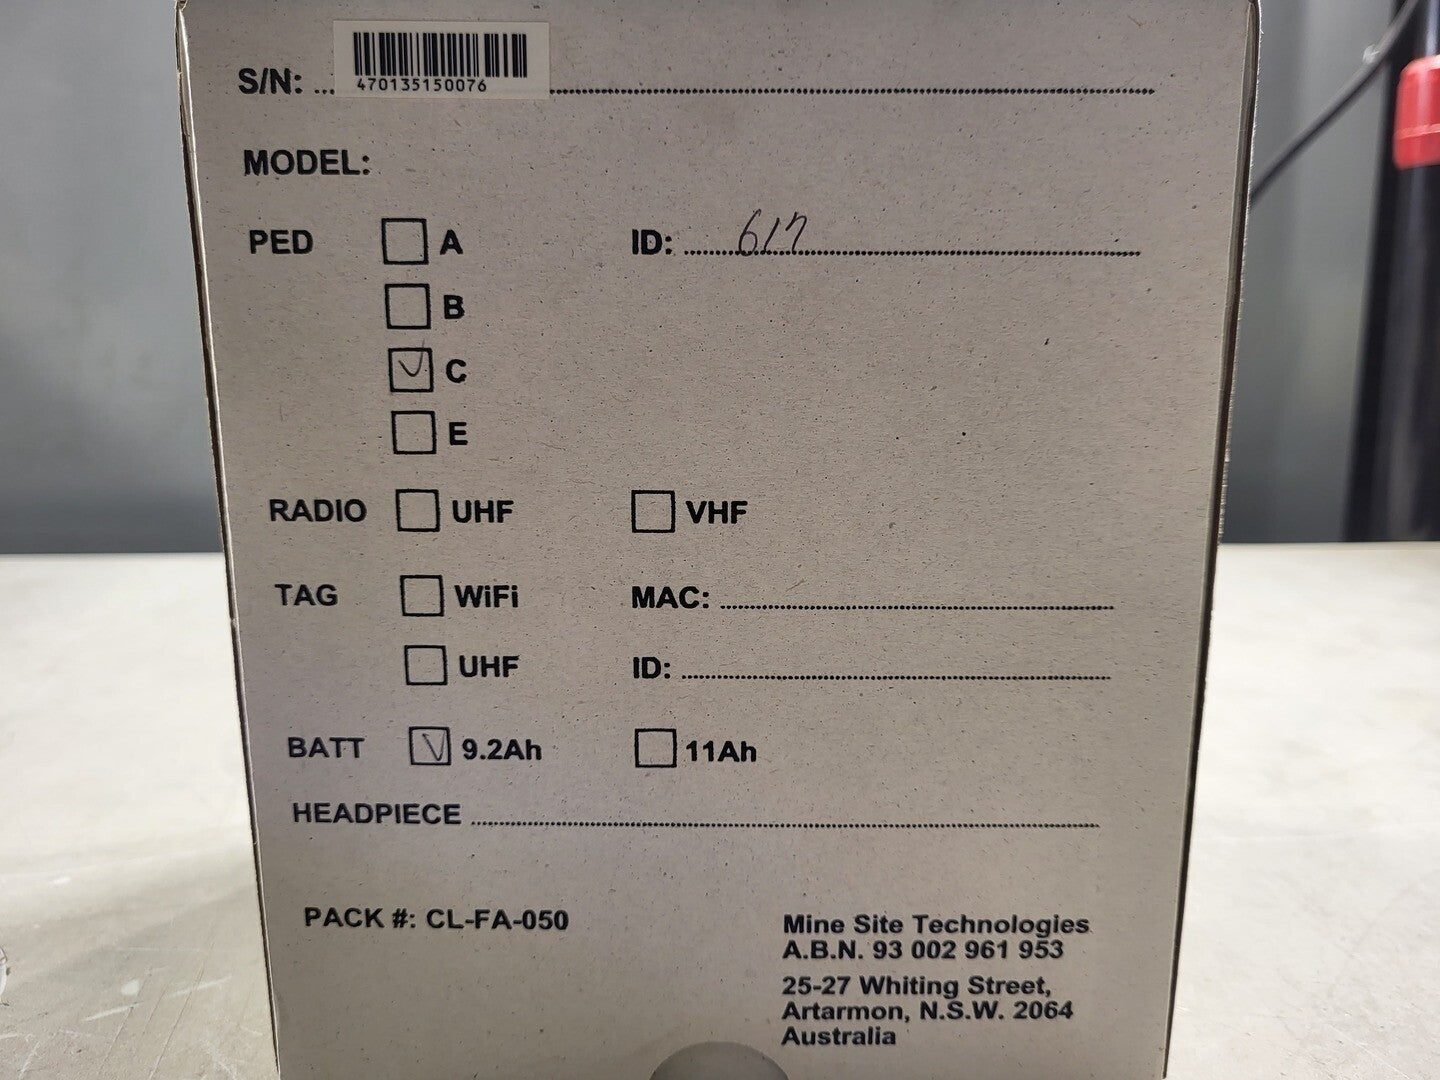 S/N: ... 470135150076
MODEL:
PED A ID: 617
B
C
E
RADIO UHF VHF
TAG WiFi MAC:
UHF ID:
BATT 9.2Ah 11Ah
HEADPIECE
PACK #: CL-FA-050
Mine Site Technologies
A.B.N. 93 002 961 953
25-27 Whiting Street,
Artarmon, N.S.W. 2064
Australia